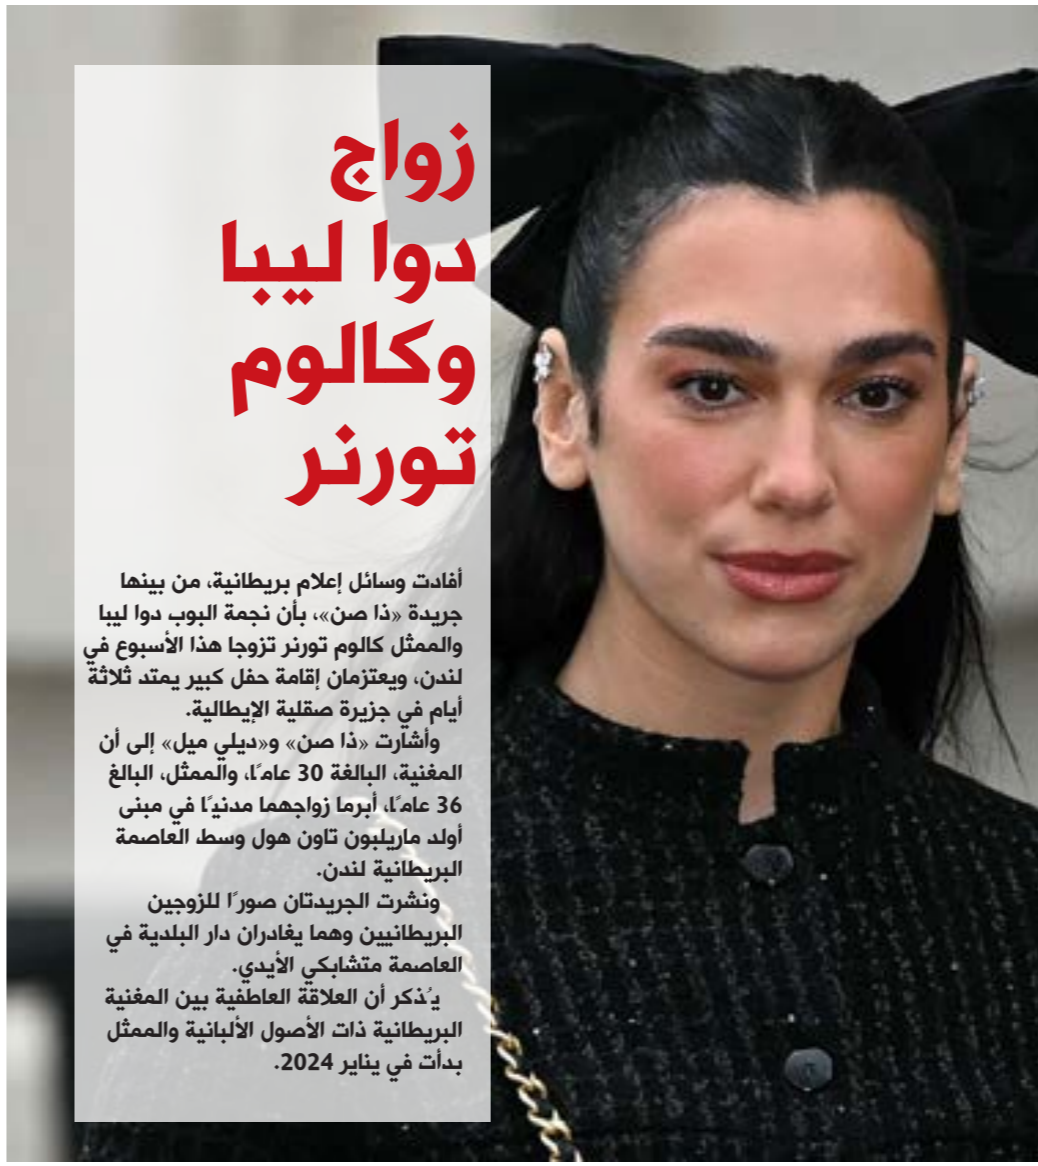 زواج
دوا ليبا
وكالوم
تورنر
أفادت وسائل إعلام بريطانية، من بينها
جريدة «ذا صن»، بأن نجمة البوب دوا ليبا
والممثل كالوم تورنر تزوجا هذا الأسبوع في
لندن، ويعتزمان إقامة حفل كبير يمتد ثلاثة
أيام في جزيرة صقلية الإيطالية.
وأشارت «ذا صن» و«ديلي ميل» إلى أن
المغنية، البالغة 30 عامًا، والممثل، البالغ
36 عامًا، أبرما زواجهما مدنيًا في مبنى
أولد ماريلبون تاون هول وسط العاصمة
البريطانية لندن.
ونشرت الجريدتان صورًا للزوجين
البريطانيين وهما يغادران دار البلدية في
العاصمة متشابكي الأيدي.
يُذكر أن العلاقة العاطفية بين المغنية
البريطانية ذات الأصول الألبانية والممثل
بدأت في يناير 2024.